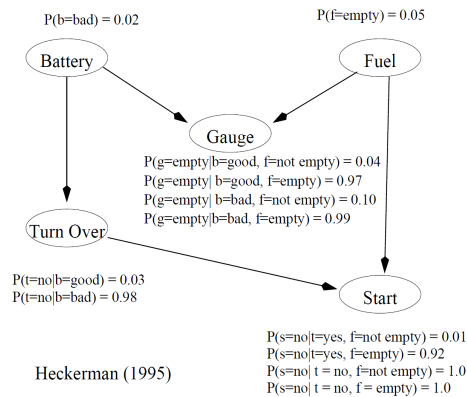 P(b=bad) = 0.02
P(f=empty) = 0.05
Battery
Fuel
Gauge
P(g=empty|b=good, f=not empty) = 0.04
P(g=empty| b=good, f=empty) = 0.97
P(g=empty| b=bad, f=not empty) = 0.10
P(g=empty|b=bad, f=empty) = 0.99
Turn Over
P(t=no|b=good) = 0.03
P(t=no|b=bad) = 0.98
Start
P(s=no|t=yes, f=not empty) = 0.01
P(s=no|t=yes, f=empty) = 0.92
P(s=no| t = no, f=not empty) = 1.0
P(s=no| t = no, f = empty) = 1.0
Heckerman (1995)